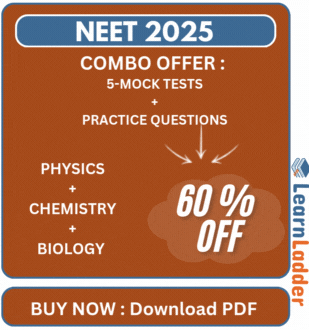 NEET 2025
COMBO OFFER :
5-MOCK TESTS
+
PRACTICE QUESTIONS
PHYSICS
+
CHEMISTRY
+
BIOLOGY
60 %
OFF
LearnLadder
BUY NOW : Download PDF